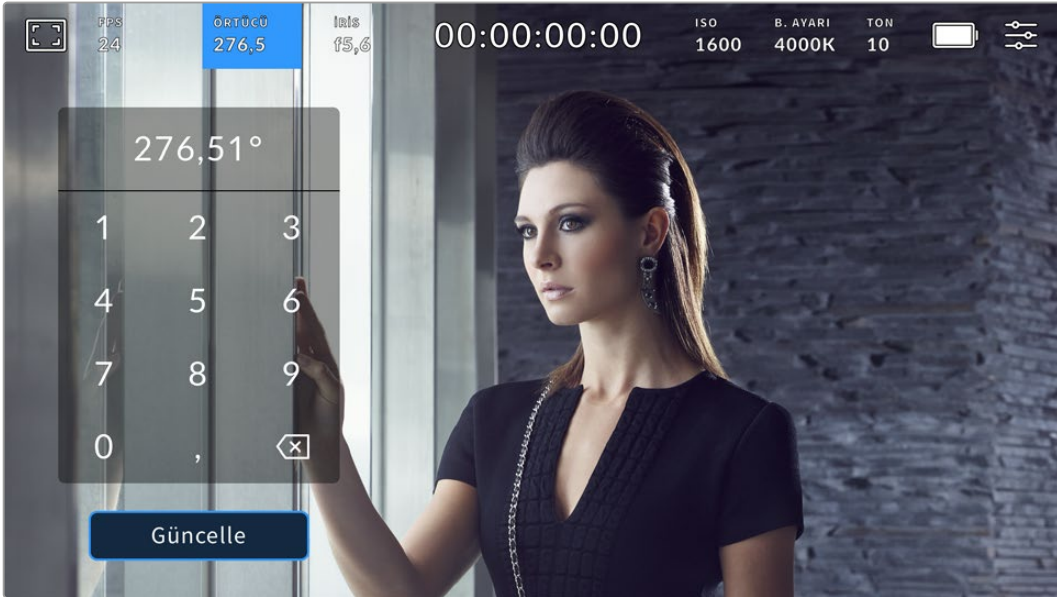 FPS
24
ÖRTÜCÜ
276,5
İRİS
f5,6
00:00:00:00
ISO
1600
B. AYARI
4000K
TON
10
276,51°
1 2 3
4 5 6
7 8 9
0 ,
Güncelle